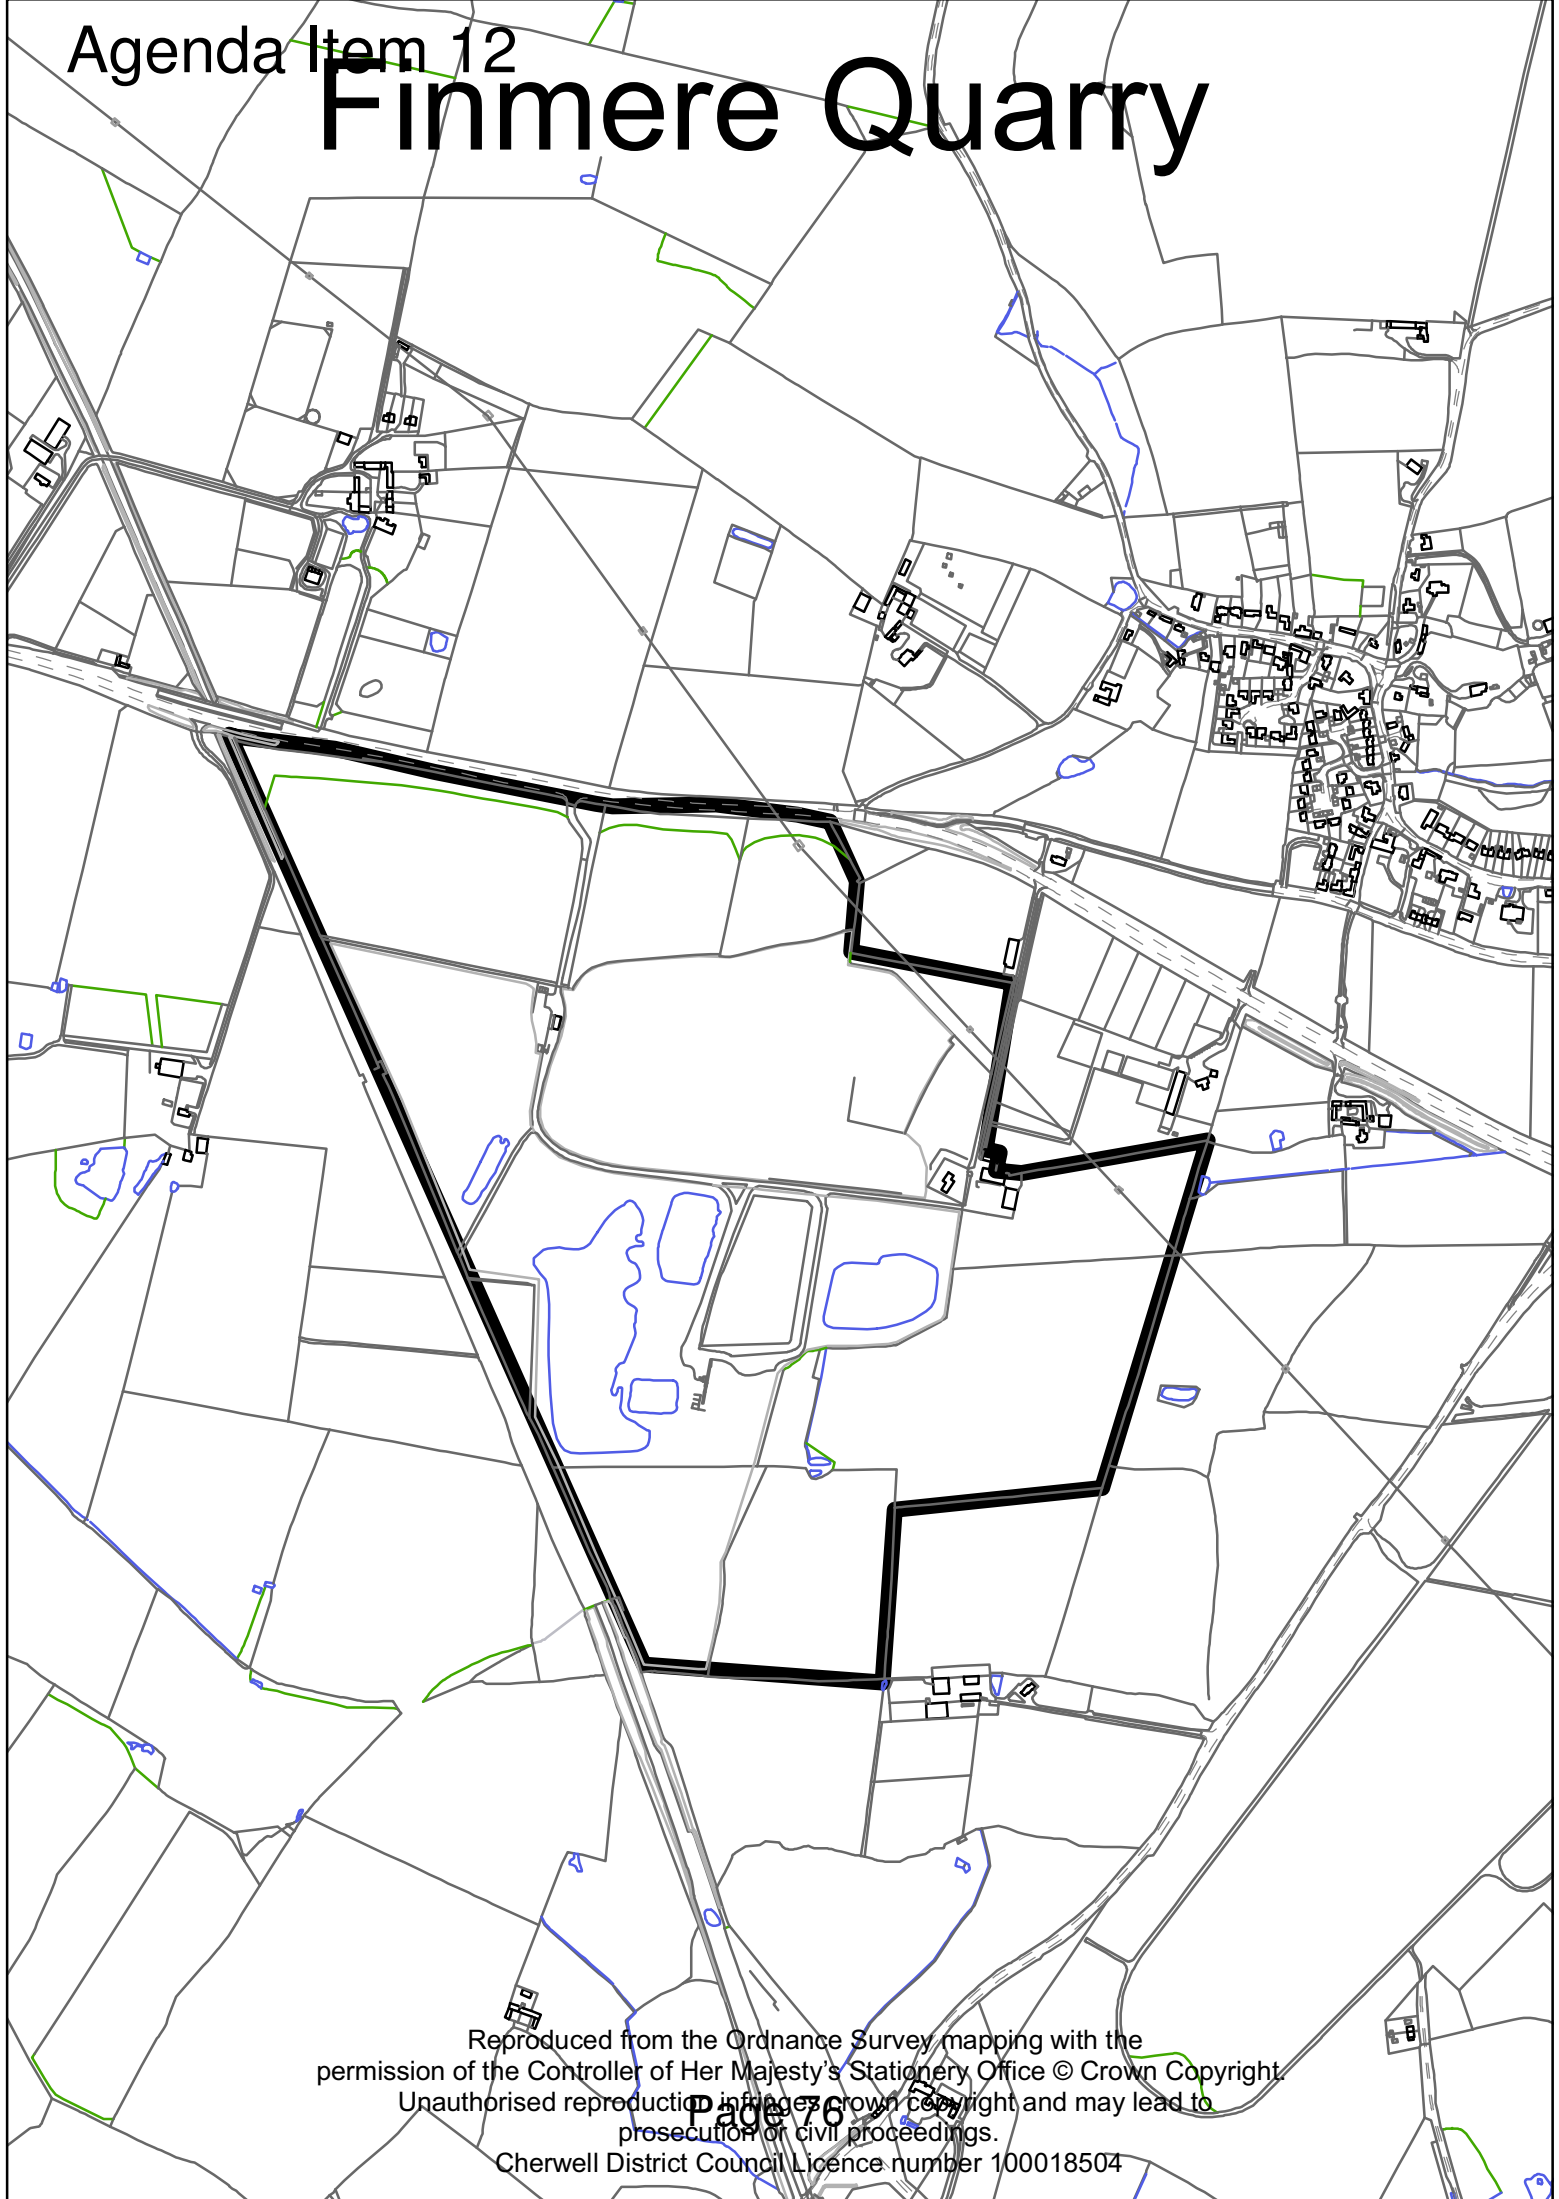 Agenda Item 12
Finmere Quarry
Reproduced from the Ordnance Survey mapping with the
permission of the Controller of Her Majesty's Stationery Office © Crown Copyright.
Unauthorised reproduction infringes crown copyright and may lead to
Page 76
prosecution or civil proceedings.
Cherwell District Council Licence number 100018504